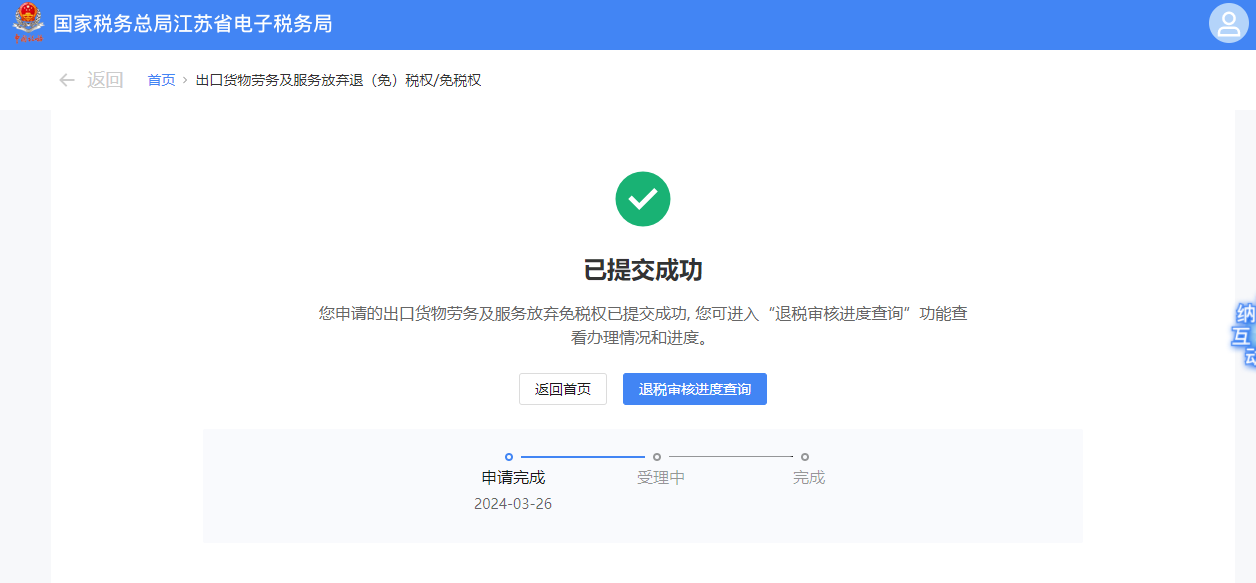 国家税务总局江苏省电子税务局
返回 首页 > 出口货物劳务及服务放弃退（免）税权/免税权
已提交成功
您申请的出口货物劳务及服务放弃免税权已提交成功, 您可进入“退税审核进度查询”功能查
看办理情况和进度。
返回首页 退税审核进度查询
申请完成 受理中 完成
2024-03-26
纳
互动